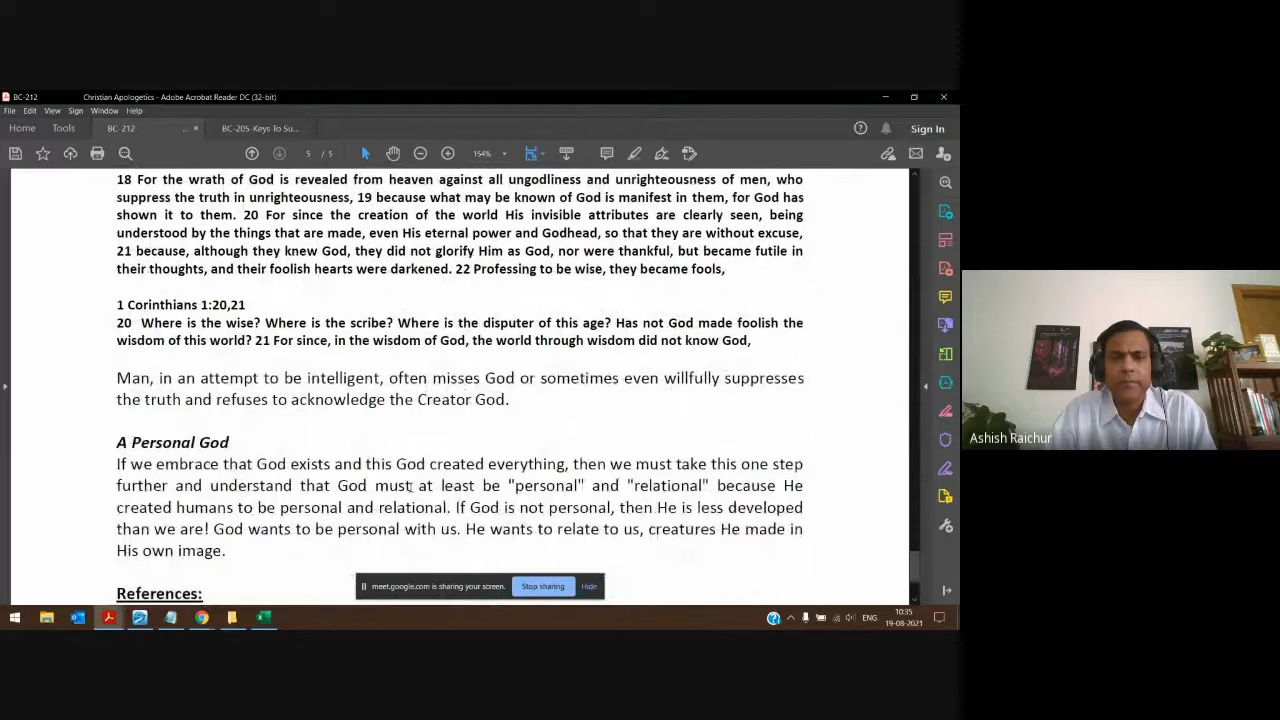 BC-212 Christian Apologetics - Adobe Acrobat Reader DC (32-bit)
File Edit View Sign Window Help
Home Tools BC-212 ... × BC-205-Keys To Su... Sign In
5 / 5 154%
18 For the wrath of God is revealed from heaven against all ungodliness and unrighteousness of men, who
suppress the truth in unrighteousness, 19 because what may be known of God is manifest in them, for God has
shown it to them. 20 For since the creation of the world His invisible attributes are clearly seen, being
understood by the things that are made, even His eternal power and Godhead, so that they are without excuse,
21 because, although they knew God, they did not glorify Him as God, nor were thankful, but became futile in
their thoughts, and their foolish hearts were darkened. 22 Professing to be wise, they became fools,
1 Corinthians 1:20,21
20 Where is the wise? Where is the scribe? Where is the disputer of this age? Has not God made foolish the
wisdom of this world? 21 For since, in the wisdom of God, the world through wisdom did not know God,
Man, in an attempt to be intelligent, often misses God or sometimes even willfully suppresses
the truth and refuses to acknowledge the Creator God.
A Personal God
If we embrace that God exists and this God created everything, then we must take this one step
further and understand that God must at least be "personal" and "relational" because He
created humans to be personal and relational. If God is not personal, then He is less developed
than we are! God wants to be personal with us. He wants to relate to us, creatures He made in
His own image.
References:
meet.google.com is sharing your screen. Stop sharing Hide
ENG 10:35
19-08-2021
Ashish Raichur